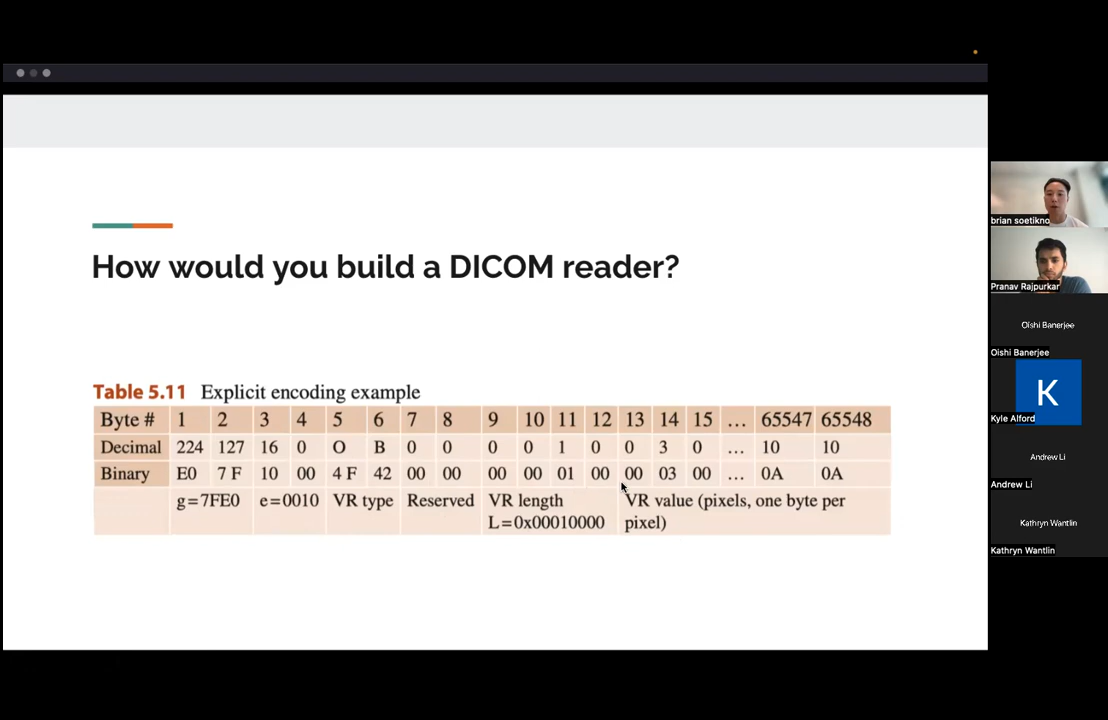 How would you build a DICOM reader?
Table 5.11 Explicit encoding example
Byte # 1 2 3 4 5 6 7 8 9 10 11 12 13 14 15 ... 65547 65548
Decimal 224 127 16 0 O B 0 0 0 0 1 0 0 3 0 ... 10 10
Binary E0 7 F 10 00 4 F 42 00 00 00 00 01 00 00 03 00 ... 0A 0A
g=7FE0 e=0010 VR type Reserved VR length VR value (pixels, one byte per
L=0x00010000 pixel)
brian soetikno
Pranav Rajpurkar
Oishi Banerjee
Oishi Banerjee
K
Kyle Alford
Andrew Li
Andrew Li
Kathryn Wantlin
Kathryn Wantlin